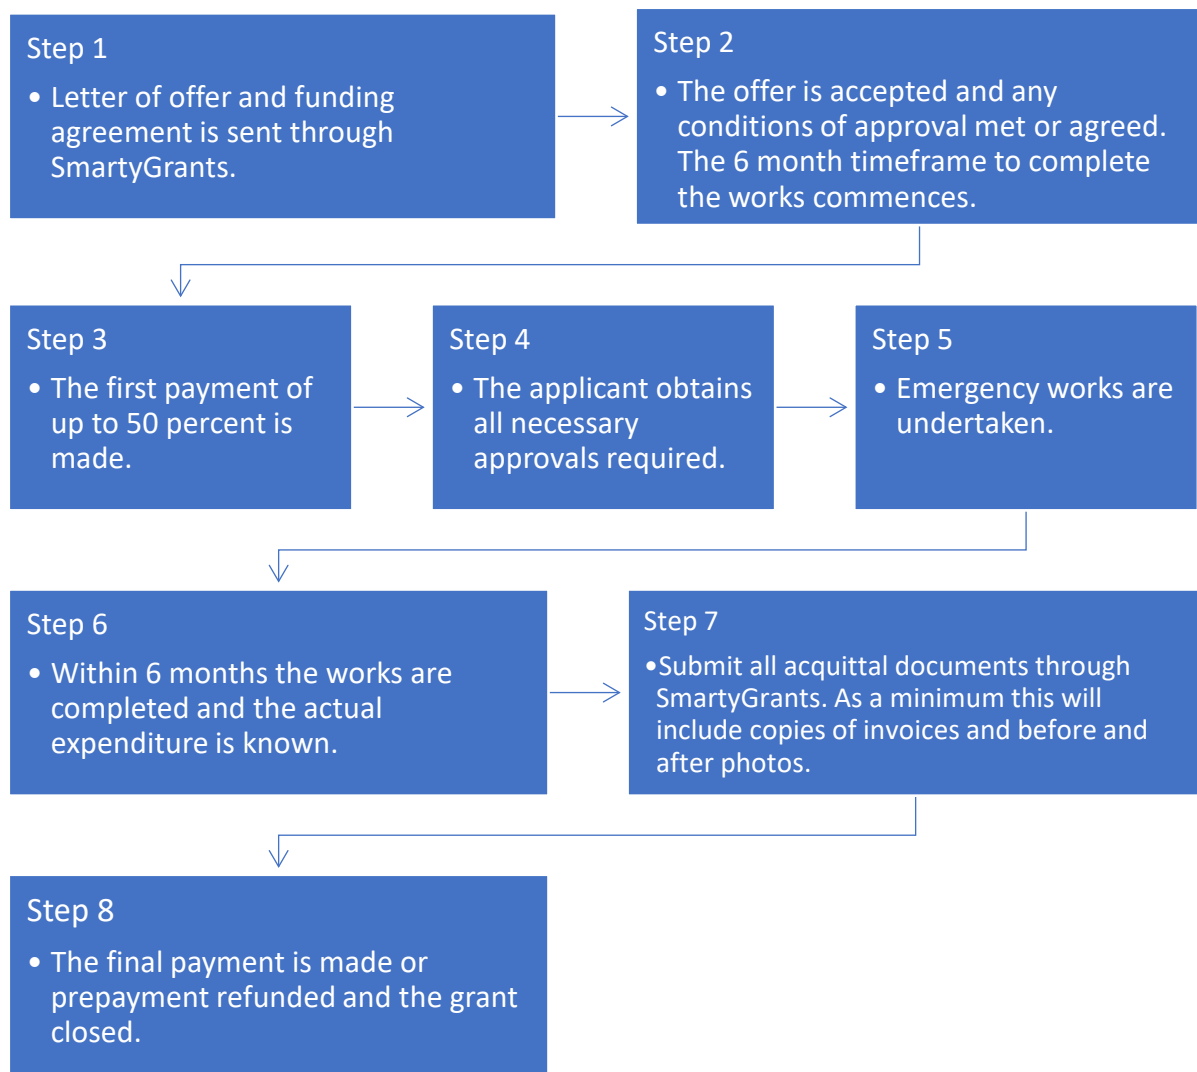 Step 1
• Letter of offer and funding
agreement is sent through
SmartyGrants.
Step 2
• The offer is accepted and any
conditions of approval met or agreed.
The 6 month timeframe to complete
the works commences.
Step 3
• The first payment of
up to 50 percent is
made.
Step 4
• The applicant obtains
all necessary
approvals required.
Step 5
• Emergency works are
undertaken.
Step 6
• Within 6 months the works are
completed and the actual
expenditure is known.
Step 7
•Submit all acquittal documents through
SmartyGrants. As a minimum this will
include copies of invoices and before and
after photos.
Step 8
• The final payment is made or
prepayment refunded and the grant
closed.